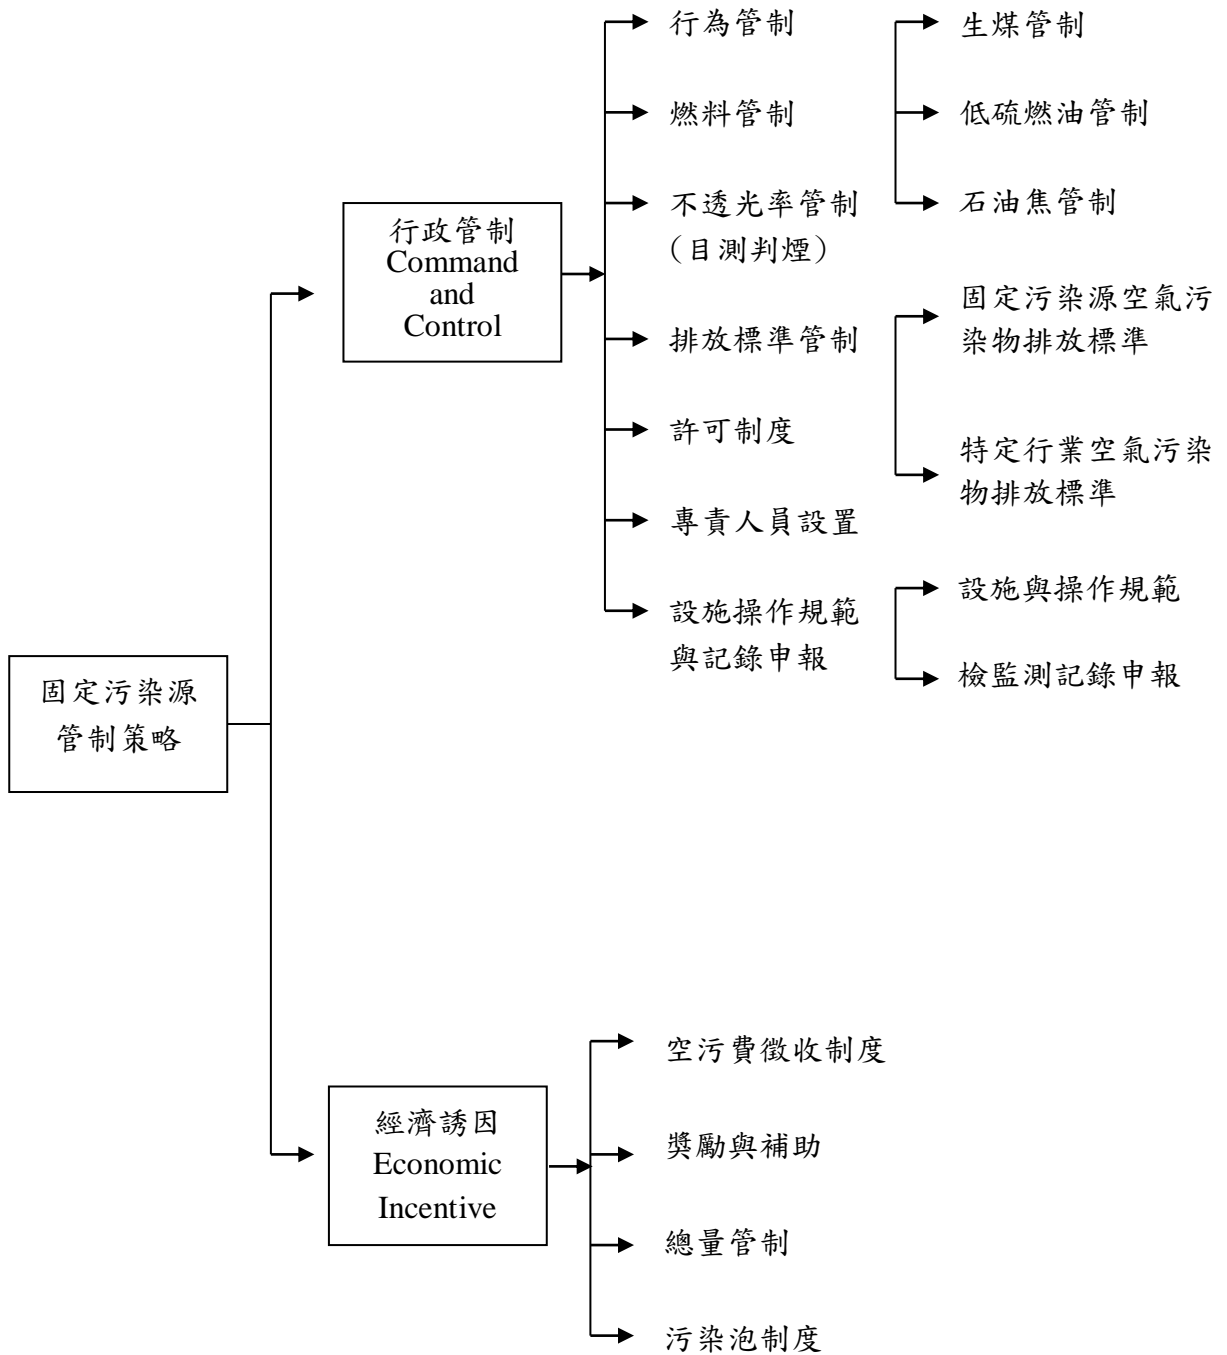 固定污染源
管制策略
行政管制
Command
and
Control
行為管制
燃料管制
生煤管制
低硫燃油管制
石油焦管制
不透光率管制
(目測判煙)
排放標準管制
固定污染源空氣污
染物排放標準
特定行業空氣污染
物排放標準
許可制度
專責人員設置
設施操作規範
與記錄申報
設施與操作規範
檢監測記錄申報
經濟誘因
Economic
Incentive
空污費徵收制度
獎勵與補助
總量管制
污染泡制度